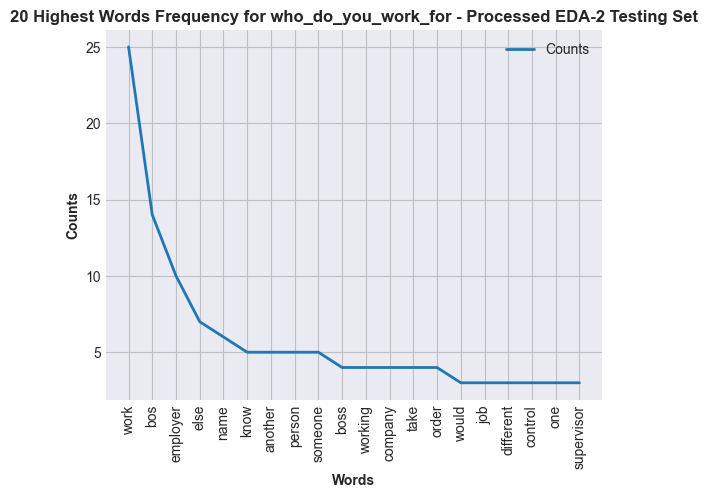 20 Highest Words Frequency for who_do_you_work_for - Processed EDA-2 Testing Set
Counts
25
20
15
10
5
Counts
work
bos
employer
else
name
know
another
person
someone
boss
working
company
take
order
would
job
different
control
one
supervisor
Words